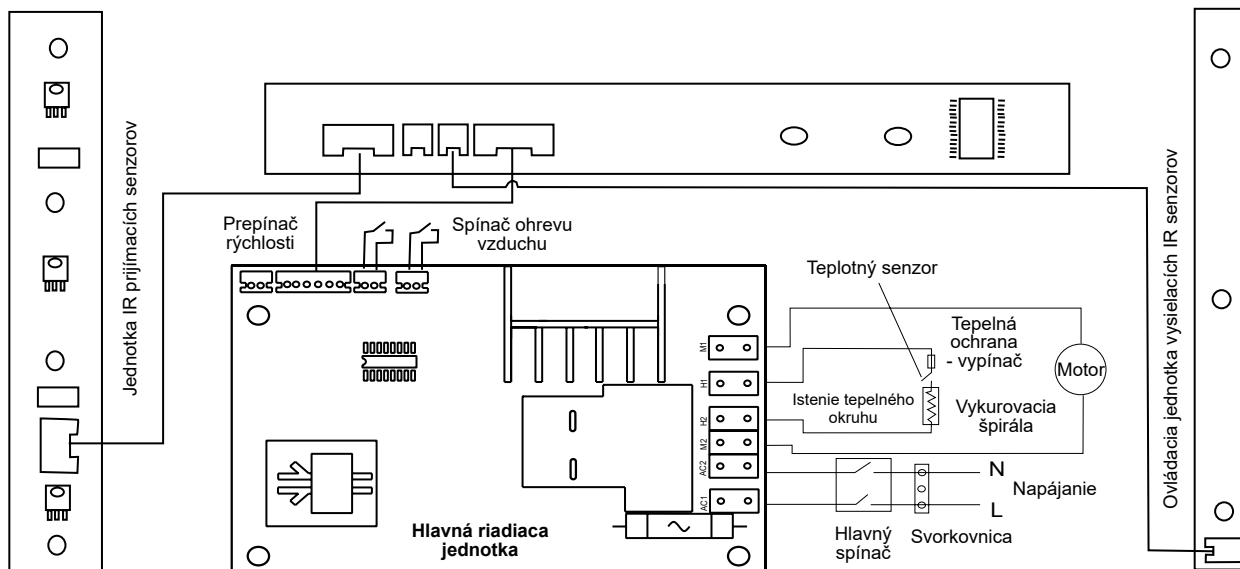 Jednotka IR prijímacích senzorov
Prepínač
rýchlosti
Spínač ohrevu
vzduchu
Teplotný senzor
Tepelná
ochrana
- vypínač
Motor
Istenie tepelného
okruhu
Vykurovacia
špirála
M1
H1
H2
M2
AC2
AC1
N
Napájanie
L
Hlavný
spínač
Svorkovnica
Hlavná riadiaca
jednotka
Ovládacia jednotka vysielacích IR senzorov